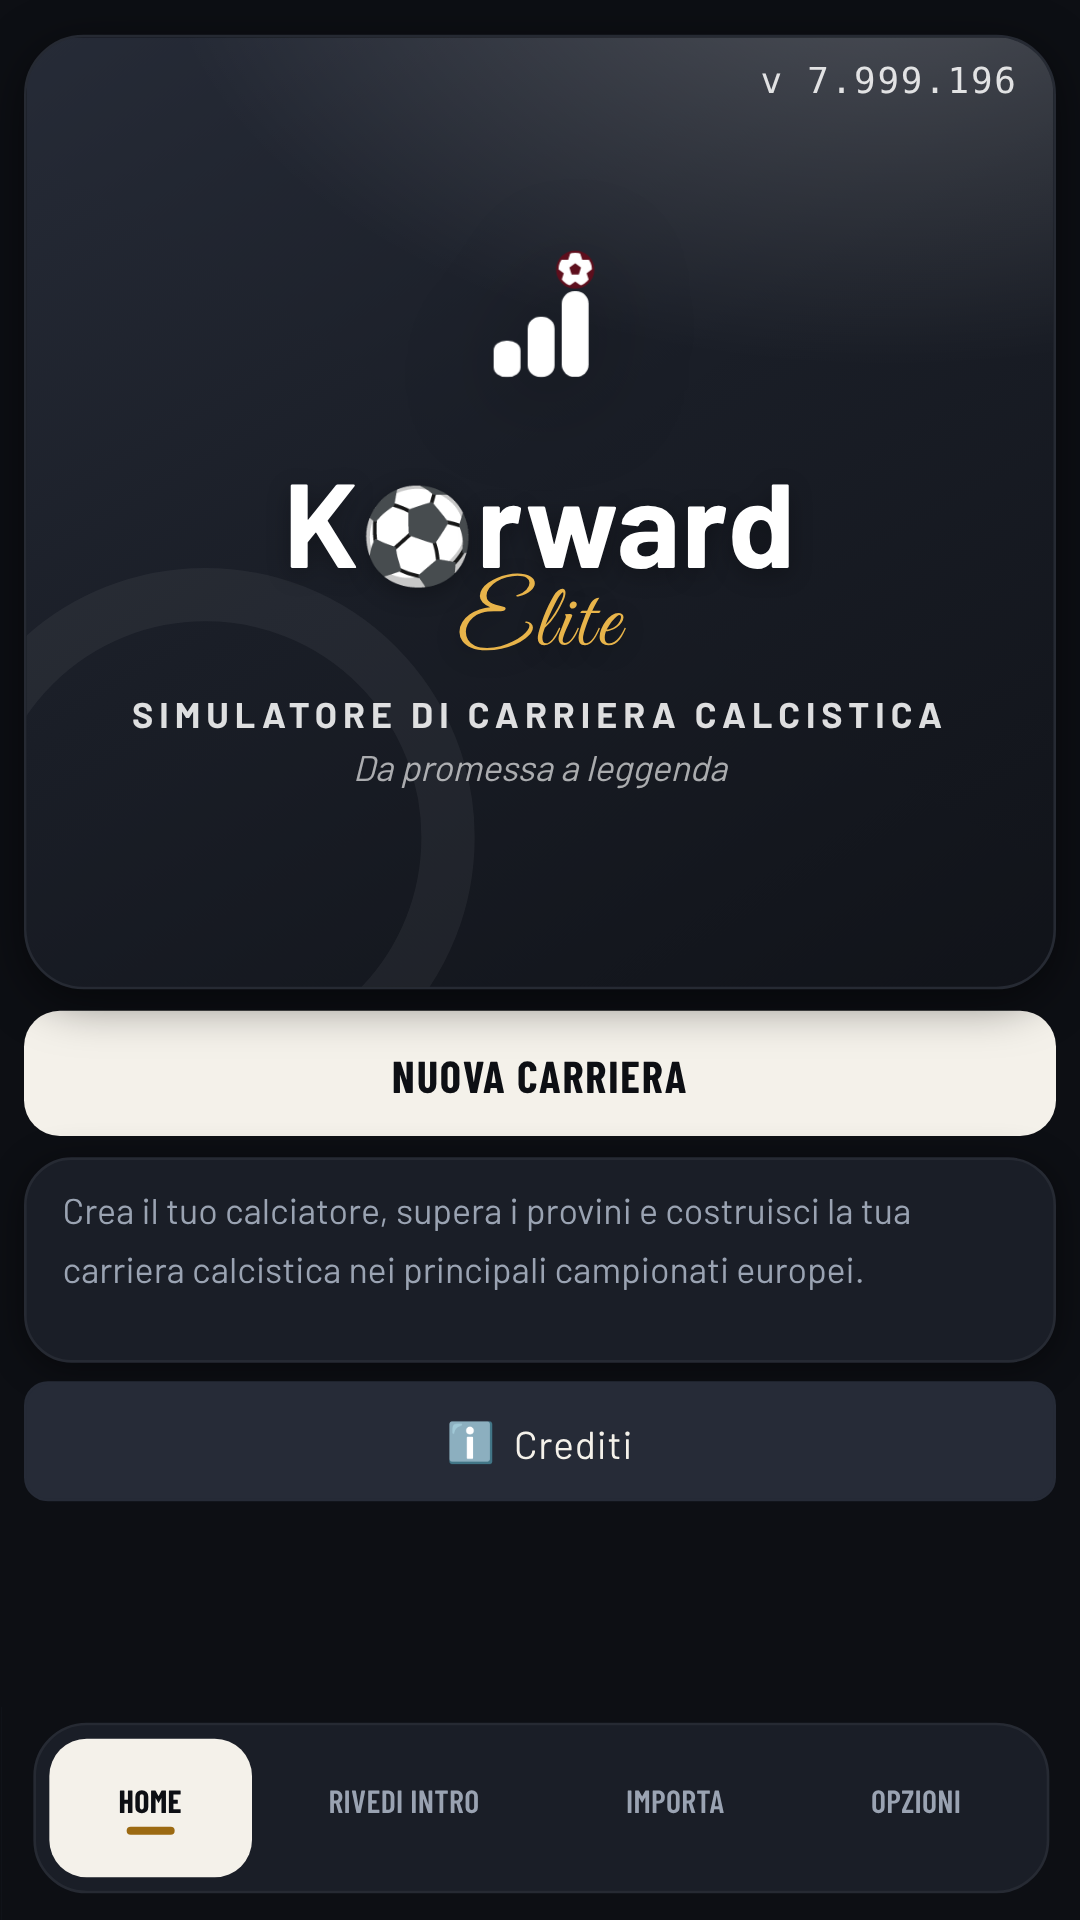 v 7.999.196
K⚽rward
Elite
SIMULATORE DI CARRIERA CALCISTICA
Da promessa a leggenda
NUOVA CARRIERA
Crea il tuo calciatore, supera i provini e costruisci la tua
carriera calcistica nei principali campionati europei.
ℹ️ Crediti
HOME RIVEDI INTRO IMPORTA OPZIONI